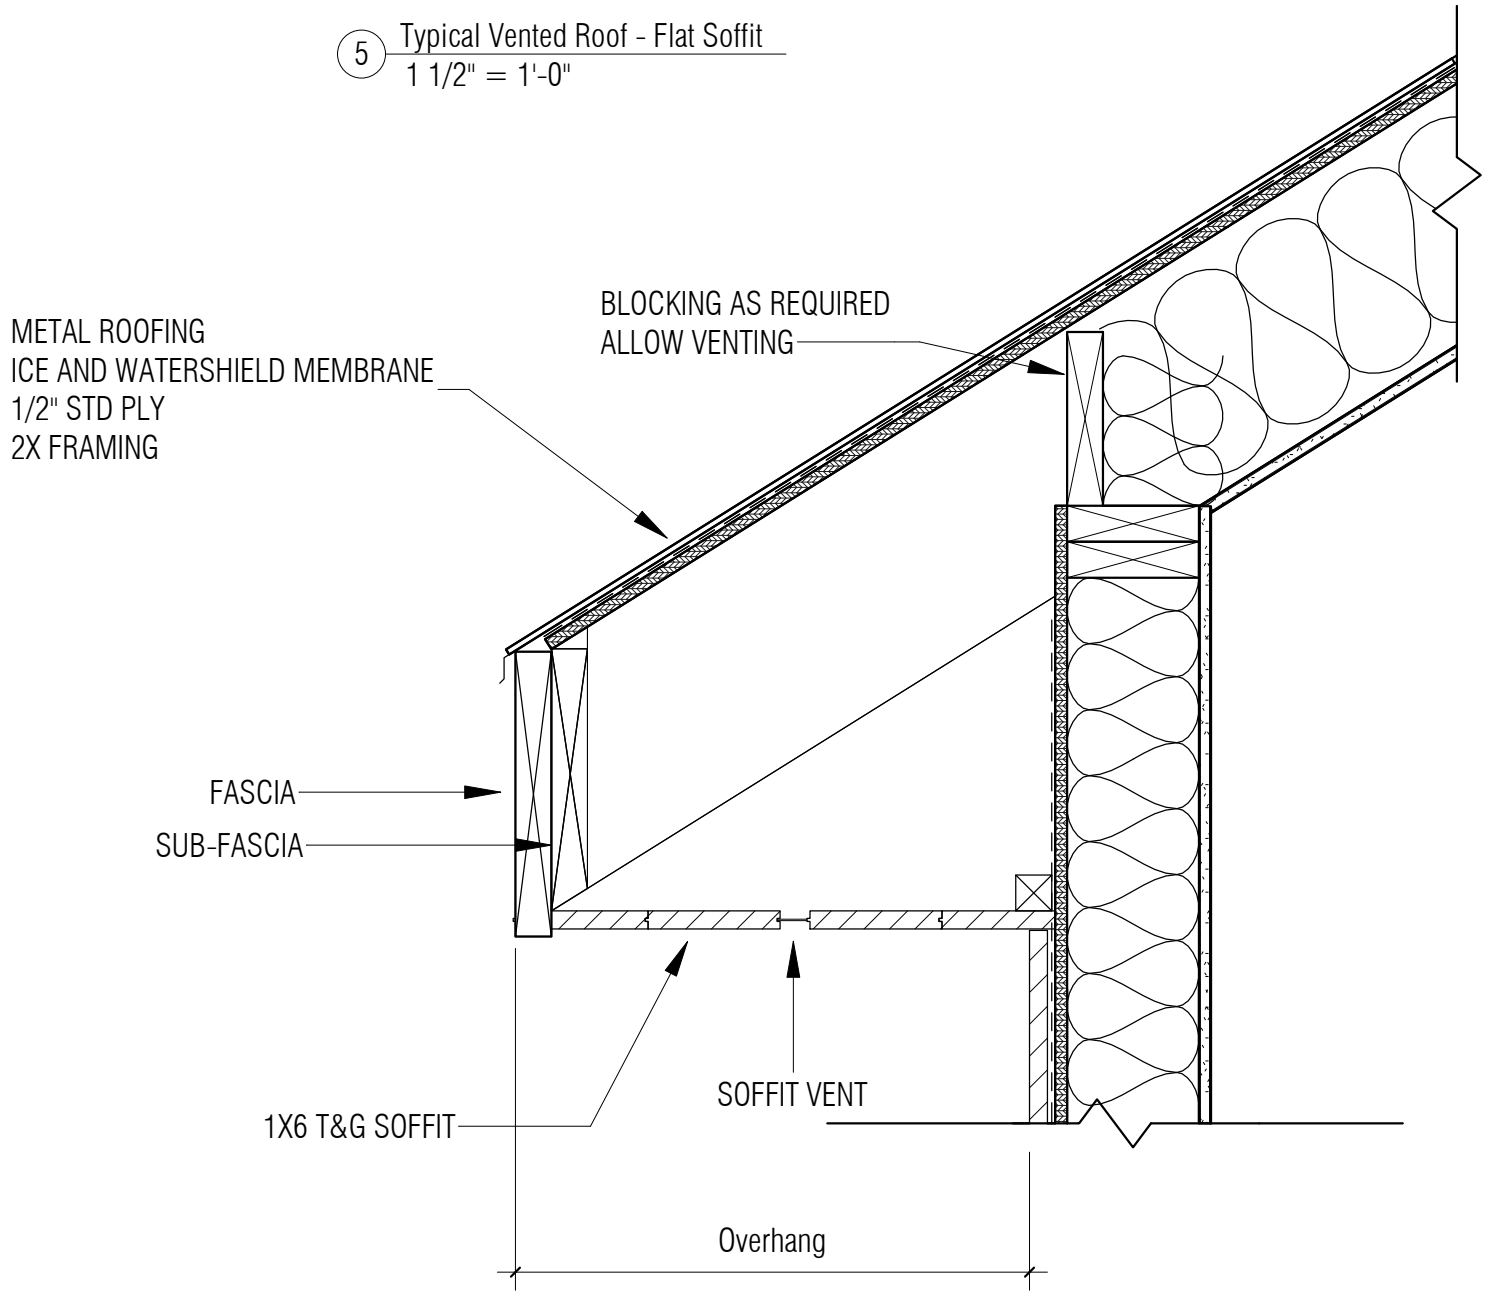 5
Typical Vented Roof - Flat Soffit
1 1/2" = 1'-0"
METAL ROOFING
ICE AND WATERSHIELD MEMBRANE
1/2" STD PLY
2X FRAMING
BLOCKING AS REQUIRED
ALLOW VENTING
FASCIA
SUB-FASCIA
1X6 T&G SOFFIT
SOFFIT VENT
Overhang